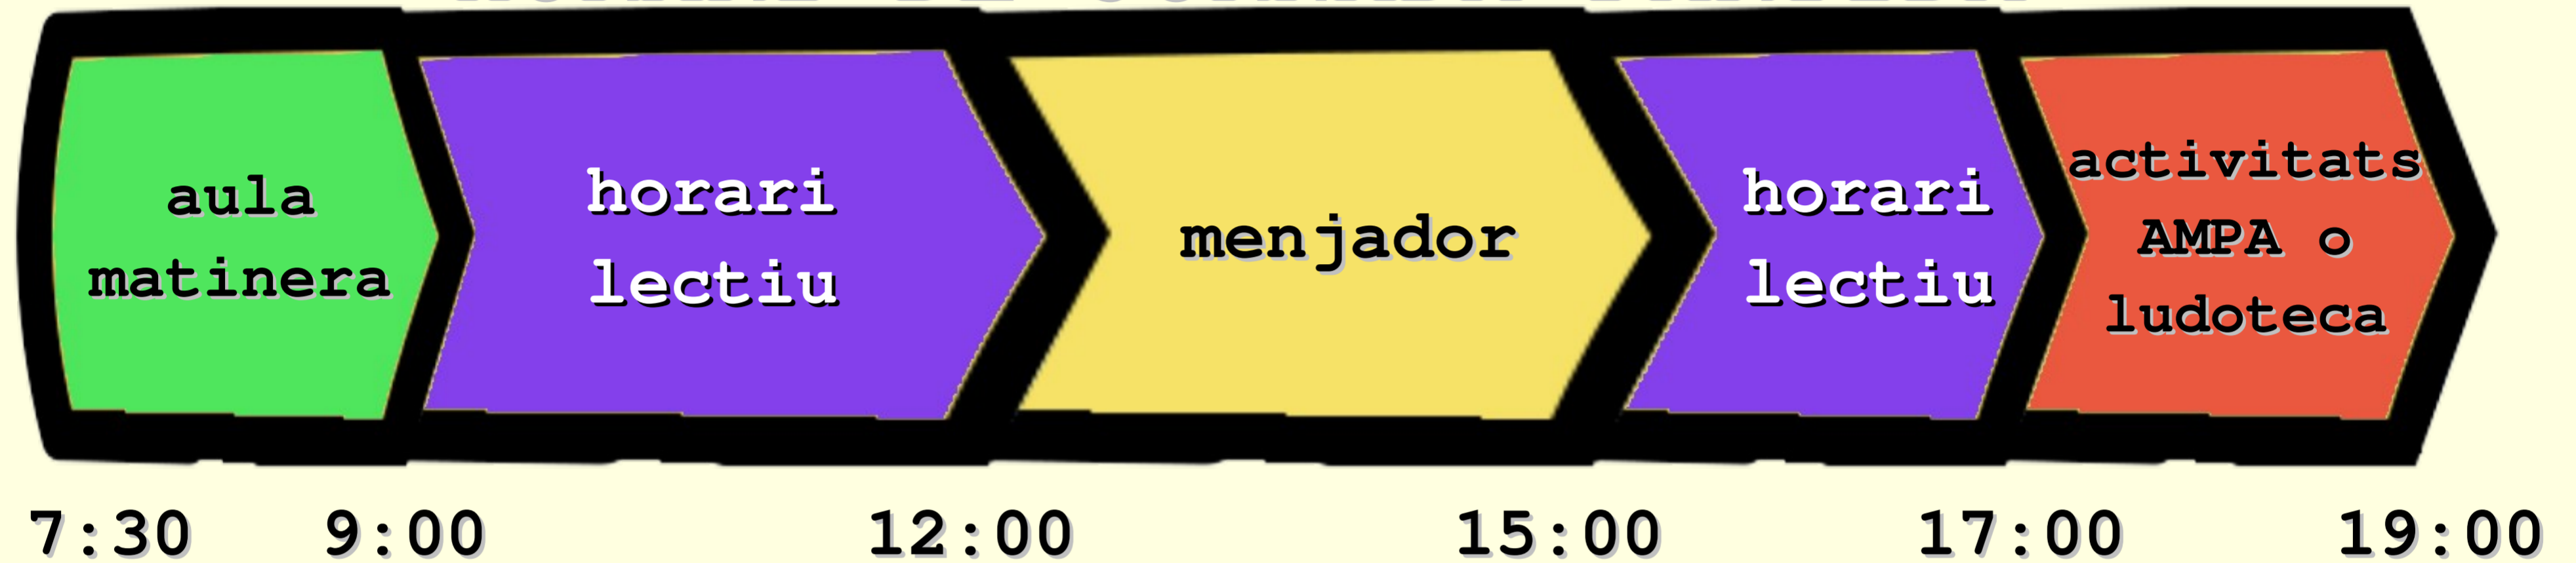 aula
matinera
horari
lectiu
menjador
horari
lectiu
activitats
AMPA o
ludoteca
7:30 9:00 12:00 15:00 17:00 19:00